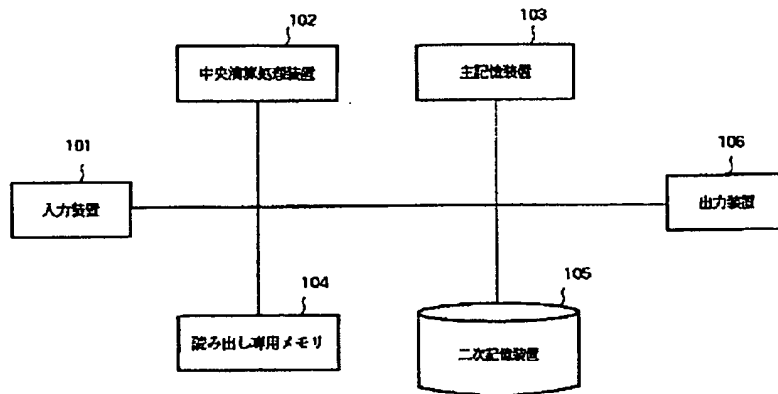 102
中央演算処理装置
103
主記憶装置
101
入力装置
106
出力装置
104
読み出し専用メモリ
105
二次記憶装置